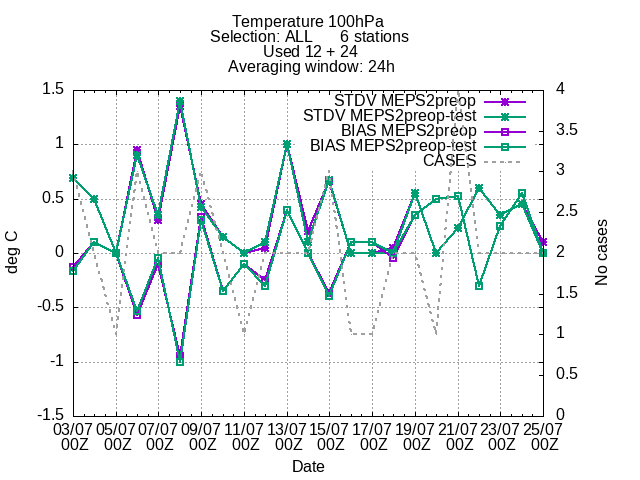 Temperature 100hPa
Selection: ALL 6 stations
Used 12 + 24
Averaging window: 24h
STDV MEPS2preop
STDV MEPS2preop-test
BIAS MEPS2preop
BIAS MEPS2preop-test
CASES
deg C
1.5
1
0.5
0
-0.5
-1
-1.5
No cases
4
3.5
3
2.5
2
1.5
1
0.5
0
03/07 05/07 07/07 09/07 11/07 13/07 15/07 17/07 19/07 21/07 23/07 25/07
00Z 00Z 00Z 00Z 00Z 00Z 00Z 00Z 00Z 00Z 00Z 00Z
Date